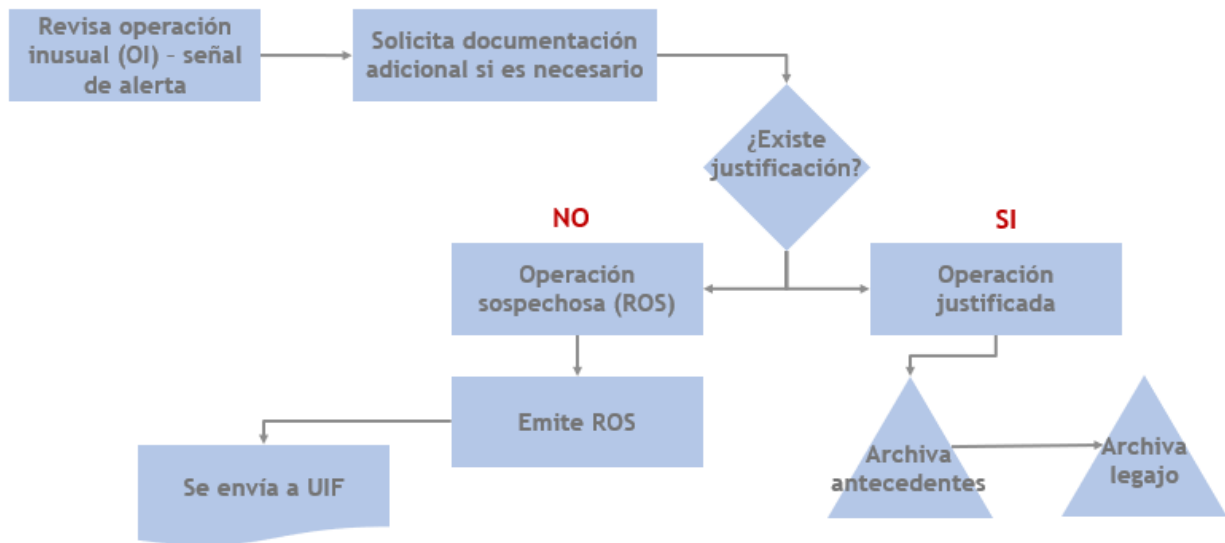 Revisa operación
inusual (OI) – señal
de alerta
Solicita documentación
adicional si es necesario
¿Existe
justificación?
NO
SI
Operación
sospechosa (ROS)
Operación
justificada
Emite ROS
Se envía a UIF
Archiva
antecedentes
Archiva
legajo